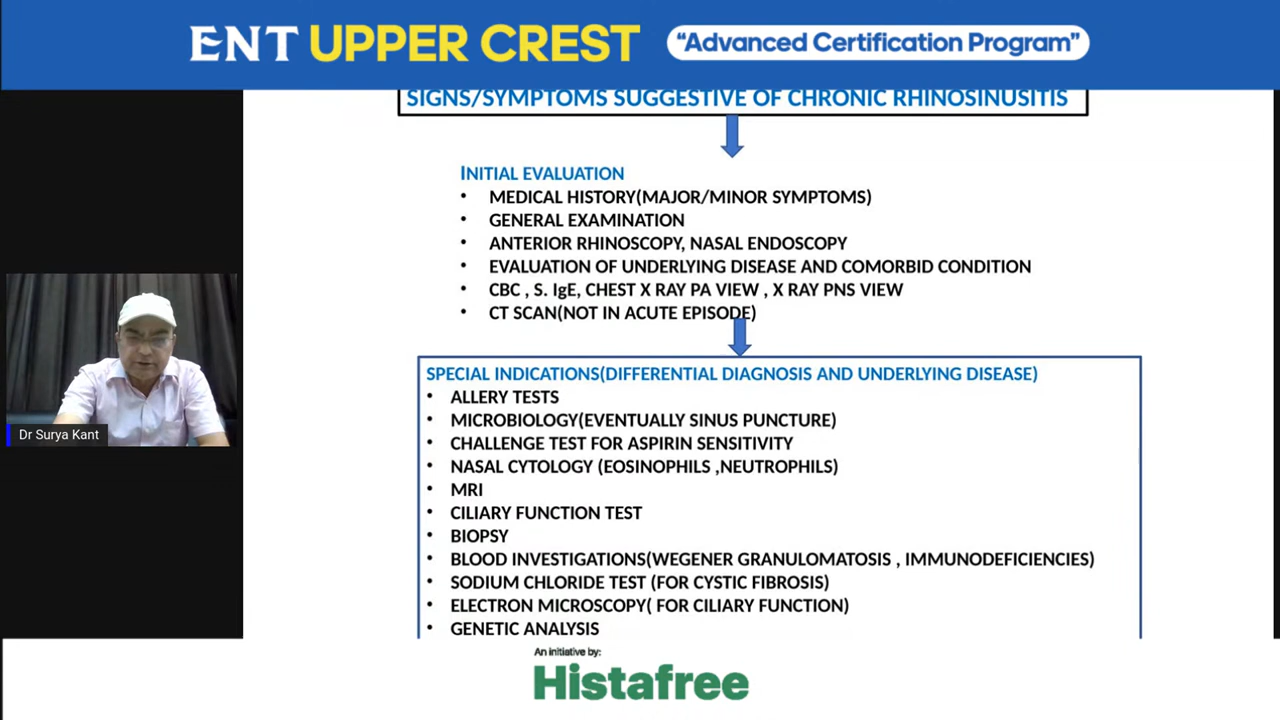 ENT UPPER CREST “Advanced Certification Program”
SIGNS/SYMPTOMS SUGGESTIVE OF CHRONIC RHINOSINUSITIS
INITIAL EVALUATION
• MEDICAL HISTORY(MAJOR/MINOR SYMPTOMS)
• GENERAL EXAMINATION
• ANTERIOR RHINOSCOPY, NASAL ENDOSCOPY
• EVALUATION OF UNDERLYING DISEASE AND COMORBID CONDITION
• CBC , S. IgE, CHEST X RAY PA VIEW , X RAY PNS VIEW
• CT SCAN(NOT IN ACUTE EPISODE)
SPECIAL INDICATIONS(DIFFERENTIAL DIAGNOSIS AND UNDERLYING DISEASE)
• ALLERY TESTS
• MICROBIOLOGY(EVENTUALLY SINUS PUNCTURE)
• CHALLENGE TEST FOR ASPIRIN SENSITIVITY
• NASAL CYTOLOGY (EOSINOPHILS ,NEUTROPHILS)
• MRI
• CILIARY FUNCTION TEST
• BIOPSY
• BLOOD INVESTIGATIONS(WEGENER GRANULOMATOSIS , IMMUNODEFICIENCIES)
• SODIUM CHLORIDE TEST (FOR CYSTIC FIBROSIS)
• ELECTRON MICROSCOPY( FOR CILIARY FUNCTION)
• GENETIC ANALYSIS
Dr Surya Kant
An initiative by:
Histafree